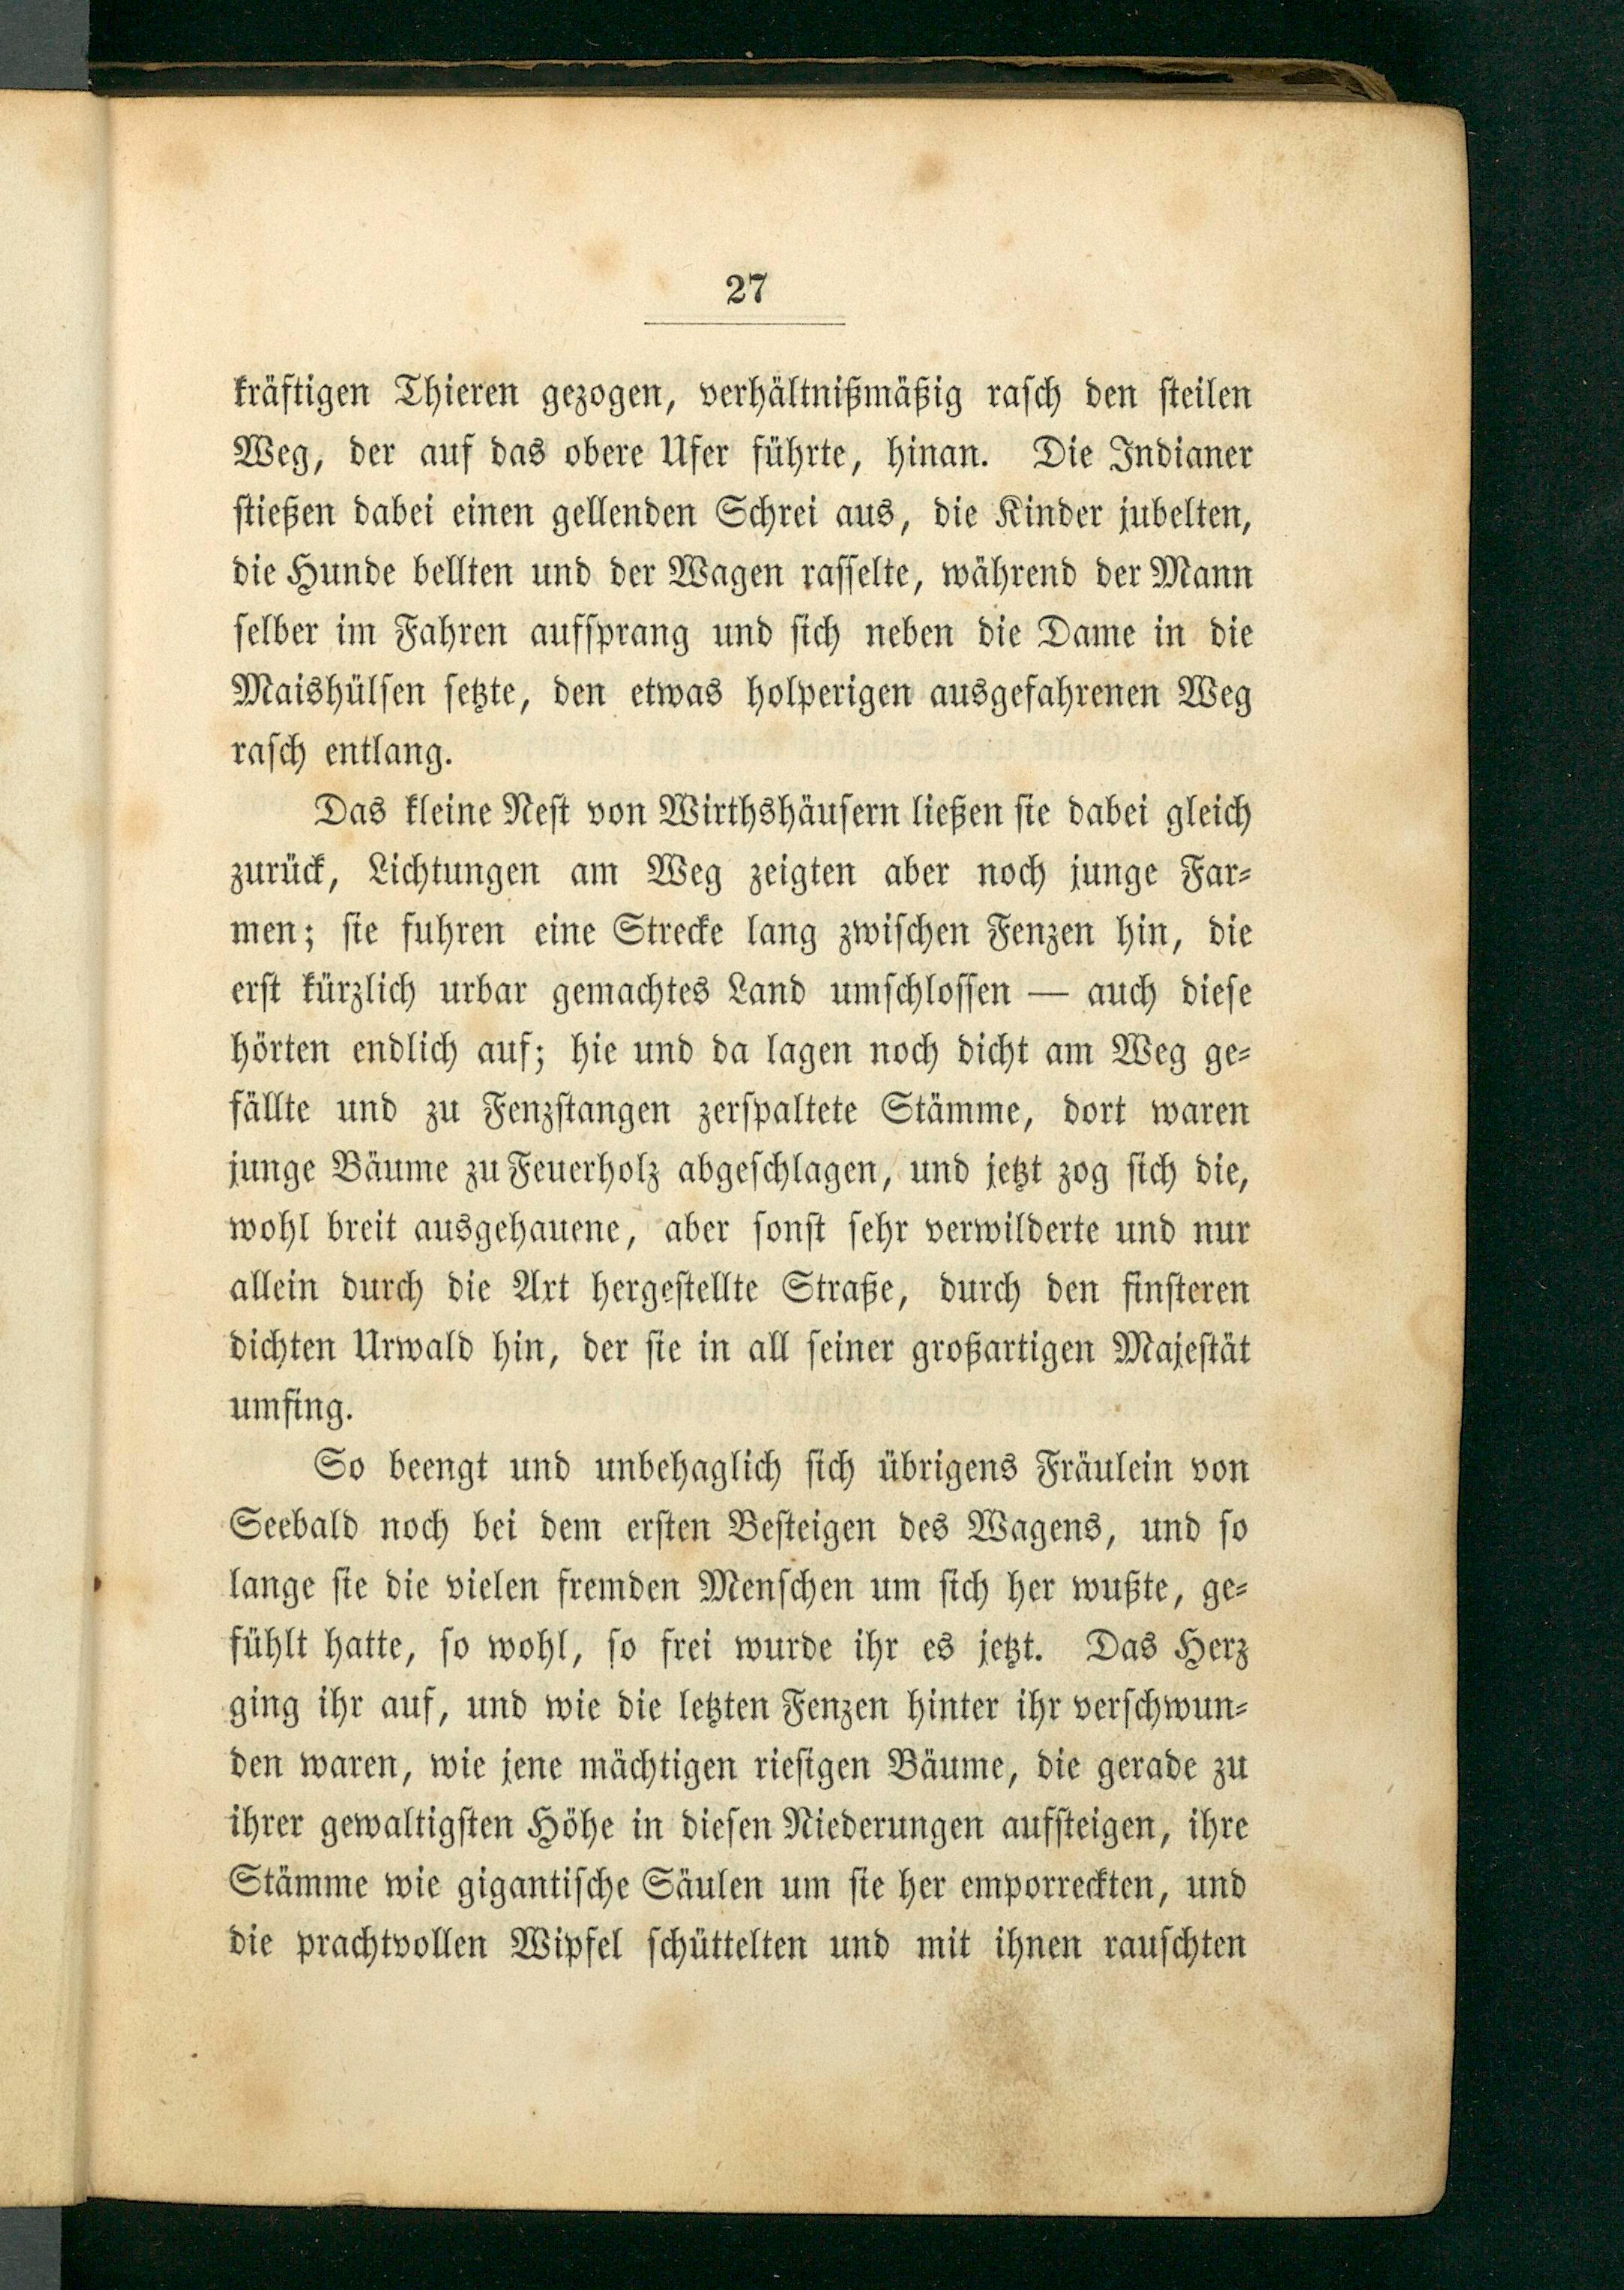 27
kräftigen Thieren gezogen, verhältnißmäßig rasch den steilen
Weg, der auf das obere Ufer führte, hinan. Die Indianer
stießen dabei einen gellenden Schrei aus, die Kinder jubelten,
die Hunde bellten und der Wagen rasselte, während der Mann
selber im Fahren aufsprang und sich neben die Dame in die
Maishülsen setzte, den etwas holperigen ausgefahrenen Weg
rasch entlang.
Das kleine Nest von Wirthshäusern ließen sie dabei gleich
zurück, Lichtungen am Weg zeigten aber noch junge Far-
men; sie fuhren eine Strecke lang zwischen Fenzen hin, die
erst kürzlich urbar gemachtes Land umschlossen — auch diese
hörten endlich auf; hie und da lagen noch dicht am Weg ge-
fällte und zu Fenzstangen zerspaltete Stämme, dort waren
junge Bäume zu Feuerholz abgeschlagen, und jetzt zog sich die,
wohl breit ausgehauene, aber sonst sehr verwilderte und nur
allein durch die Axt hergestellte Straße, durch den finsteren
dichten Urwald hin, der sie in all seiner großartigen Majestät
umfing.
So beengt und unbehaglich sich übrigens Fräulein von
Seebald noch bei dem ersten Besteigen des Wagens, und so
lange sie die vielen fremden Menschen um sich her wußte, ge-
fühlt hatte, so wohl, so frei wurde ihr es jetzt. Das Herz
ging ihr auf, und wie die letzten Fenzen hinter ihr verschwun-
den waren, wie jene mächtigen riesigen Bäume, die gerade zu
ihrer gewaltigsten Höhe in diesen Niederungen aufsteigen, ihre
Stämme wie gigantische Säulen um sie her emporreckten, und
die prachtvollen Wipfel schüttelten und mit ihnen rauschten